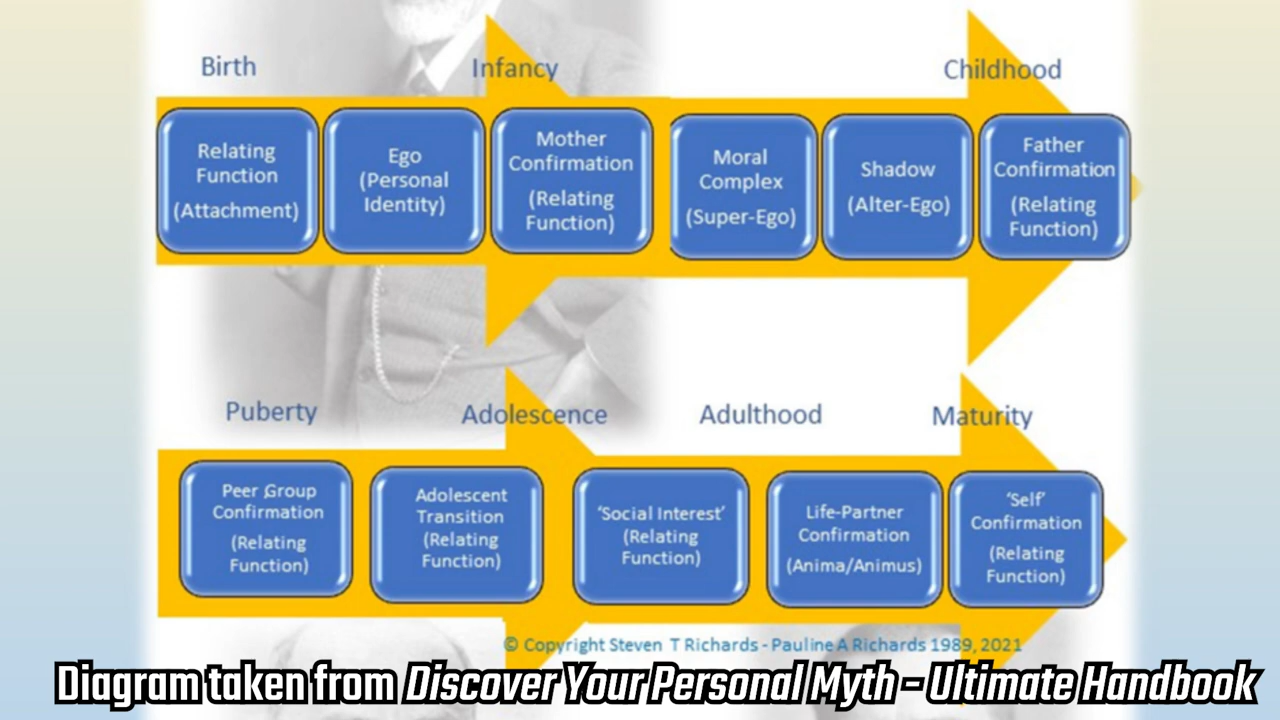 Birth
Infancy
Childhood
Relating
Function
(Attachment)
Ego
(Personal
Identity)
Mother
Confirmation
(Relating
Function)
Moral
Complex
(Super-Ego)
Shadow
(Alter-Ego)
Father
Confirmation
(Relating
Function)
Puberty
Adolescence
Adulthood
Maturity
Peer Group
Confirmation
(Relating
Function)
Adolescent
Transition
(Relating
Function)
‘Social Interest’
(Relating
Function)
Life-Partner
Confirmation
(Anima/Animus)
‘Self’
Confirmation
(Relating
Function)
© Copyright Steven T Richards - Pauline A Richards 1989, 2021
Diagram taken from Discover Your Personal Myth - Ultimate Handbook